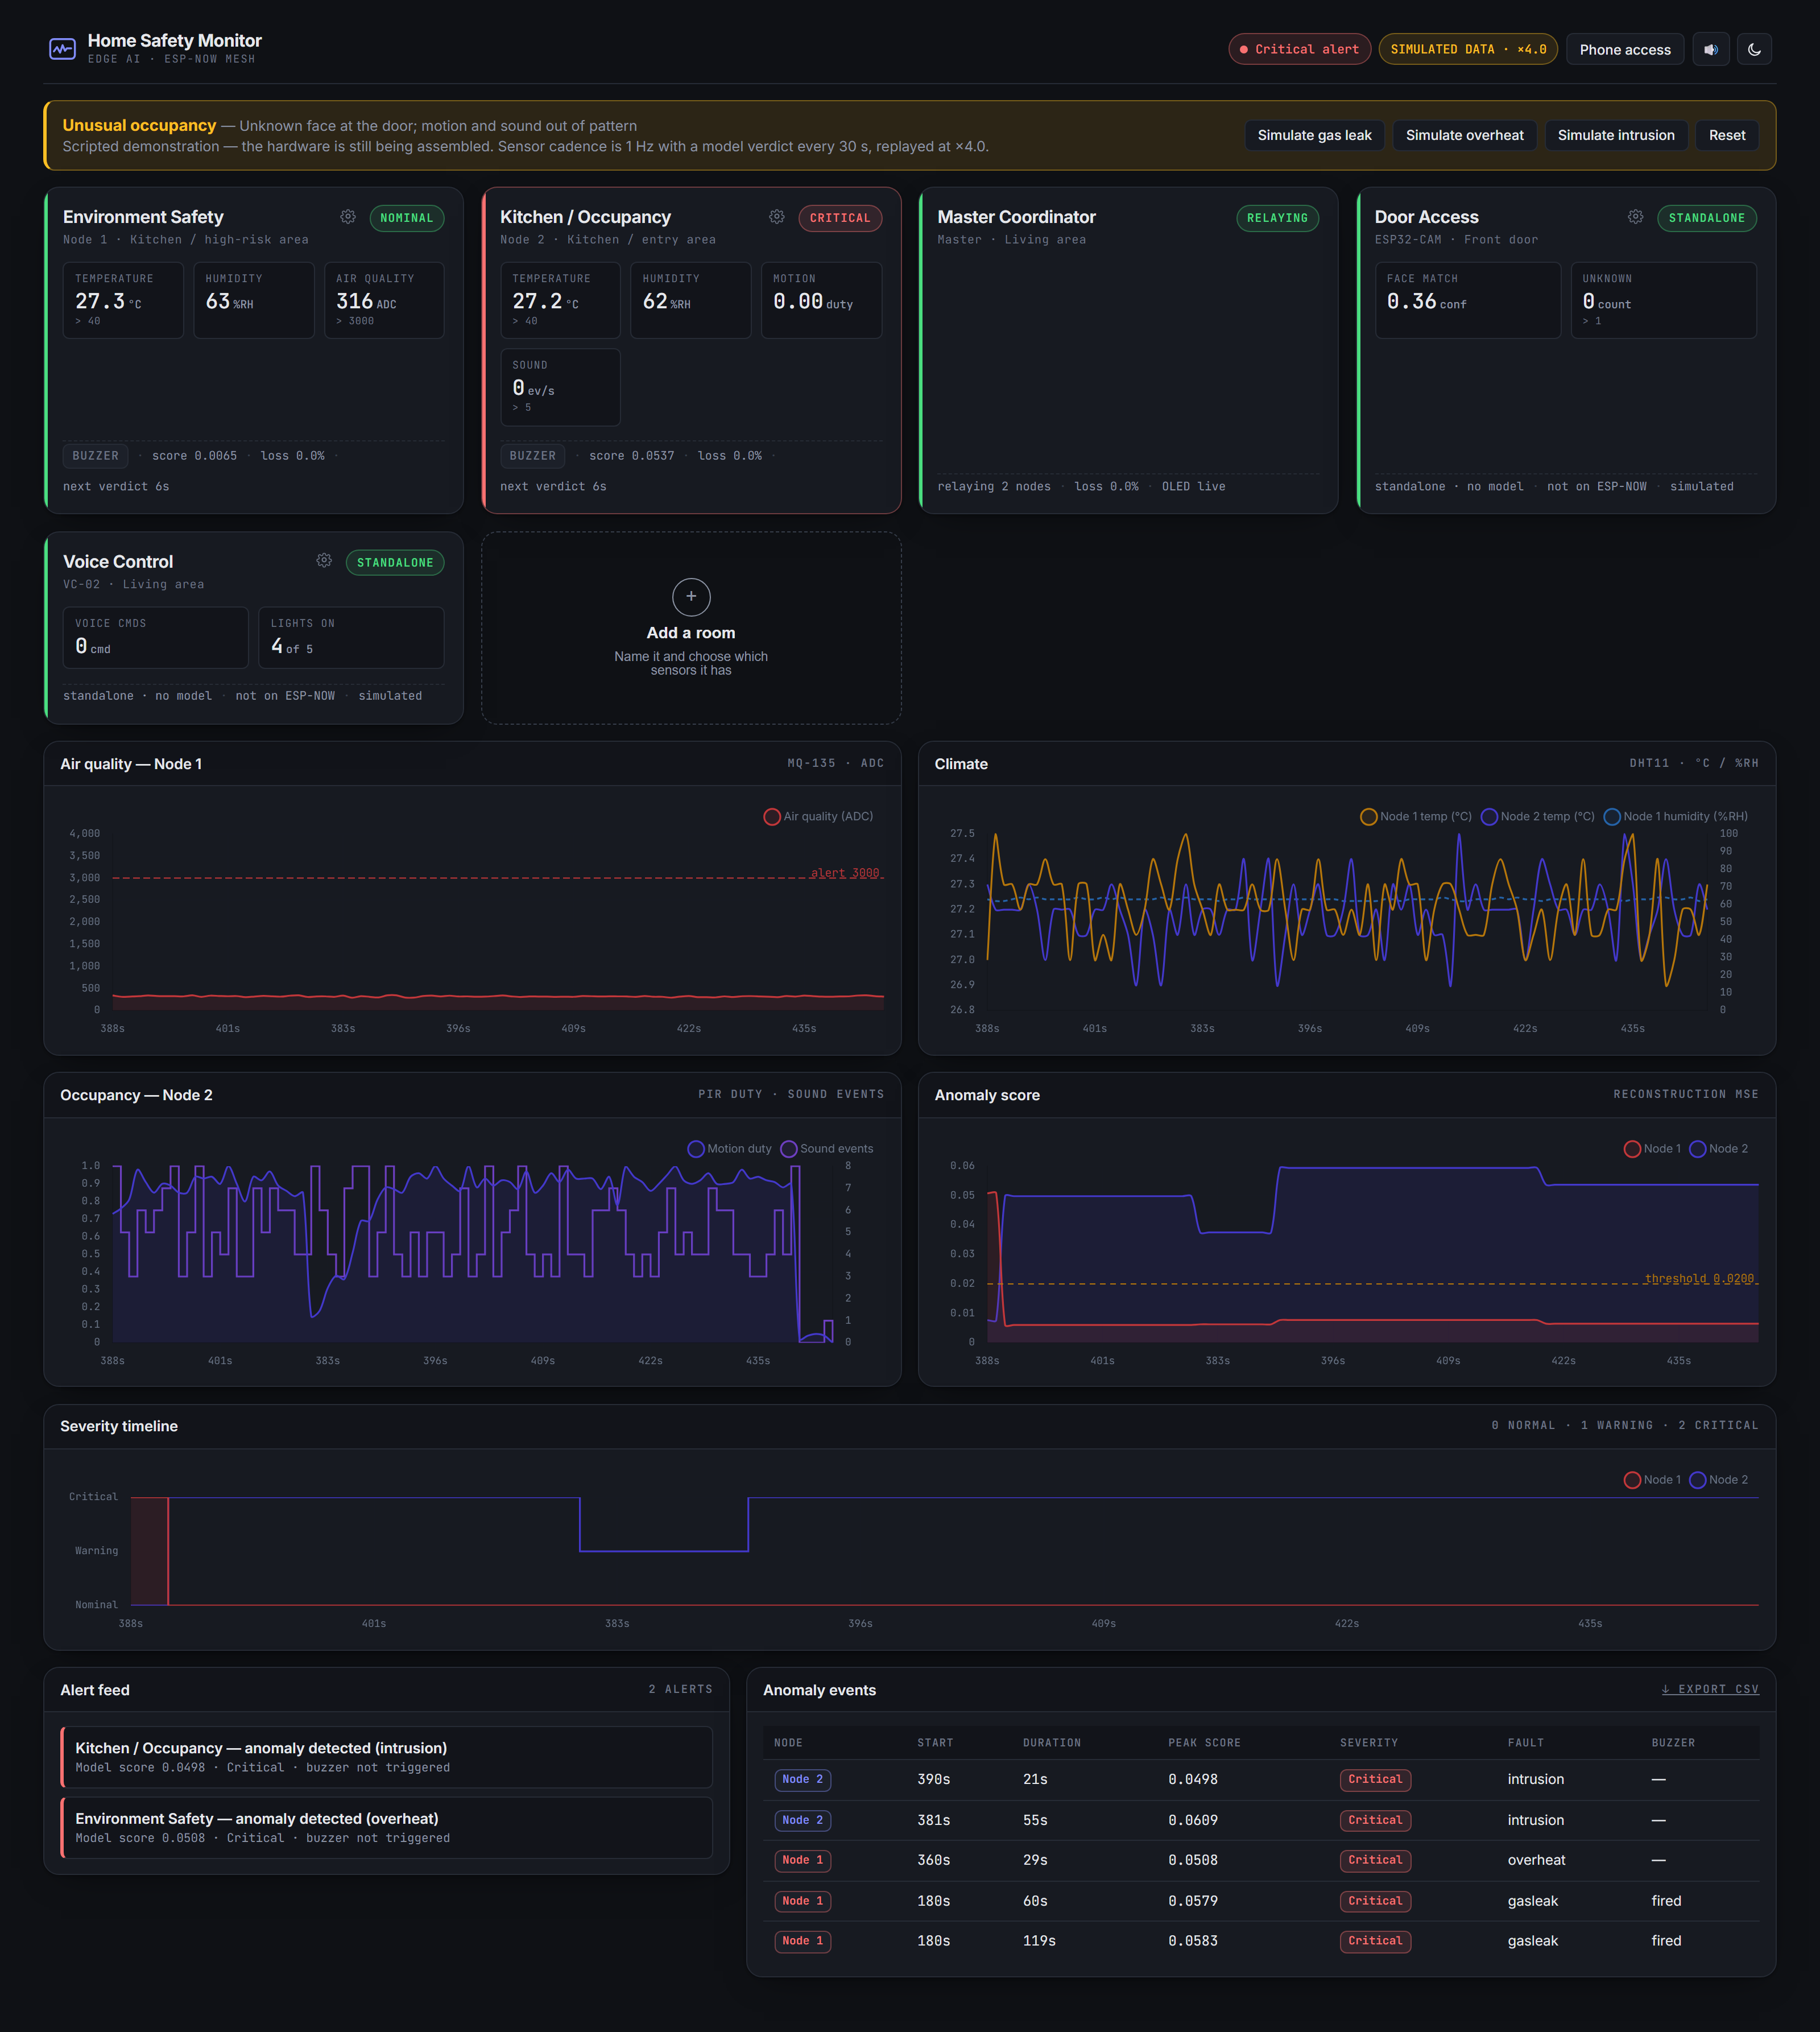 Home Safety Monitor
EDGE AI · ESP-NOW MESH
Critical alert
SIMULATED DATA · ×4.0
Phone access
Unusual occupancy — Unknown face at the door; motion and sound out of pattern
Scripted demonstration — the hardware is still being assembled. Sensor cadence is 1 Hz with a model verdict every 30 s, replayed at ×4.0.
Simulate gas leak
Simulate overheat
Simulate intrusion
Reset
Environment Safety
NOMINAL
Node 1 · Kitchen / high-risk area
TEMPERATURE
27.3 °C
> 40
HUMIDITY
63 %RH
AIR QUALITY
316 ADC
> 3000
BUZZER · score 0.0065 · loss 0.0% ·
next verdict 6s
Kitchen / Occupancy
CRITICAL
Node 2 · Kitchen / entry area
TEMPERATURE
27.2 °C
> 40
HUMIDITY
62 %RH
MOTION
0.00 duty
SOUND
0 ev/s
> 5
BUZZER · score 0.0537 · loss 0.0% ·
next verdict 6s
Master Coordinator
RELAYING
Master · Living area
relaying 2 nodes · loss 0.0% · OLED live
Door Access
STANDALONE
ESP32-CAM · Front door
FACE MATCH
0.36 conf
UNKNOWN
0 count
> 1
standalone · no model · not on ESP-NOW · simulated
Voice Control
STANDALONE
VC-02 · Living area
VOICE CMDS
0 cmd
LIGHTS ON
4 of 5
standalone · no model · not on ESP-NOW · simulated
+
Add a room
Name it and choose which
sensors it has
Air quality — Node 1
MQ-135 · ADC
Air quality (ADC)
4,000
3,500
3,000
2,500
2,000
1,500
1,000
500
0
alert 3000
388s 401s 383s 396s 409s 422s 435s
Climate
DHT11 · °C / %RH
Node 1 temp (°C) Node 2 temp (°C) Node 1 humidity (%RH)
27.5
27.4
27.3
27.2
27.1
27.0
26.9
26.8
100
90
80
70
60
50
40
30
20
10
0
388s 401s 383s 396s 409s 422s 435s
Occupancy — Node 2
PIR DUTY · SOUND EVENTS
Motion duty Sound events
1.0
0.9
0.8
0.7
0.6
0.5
0.4
0.3
0.2
0.1
0
8
7
6
5
4
3
2
1
0
388s 401s 383s 396s 409s 422s 435s
Anomaly score
RECONSTRUCTION MSE
Node 1 Node 2
0.06
0.05
0.04
0.03
0.02
0.01
0
threshold 0.0200
388s 401s 383s 396s 409s 422s 435s
Severity timeline
0 NORMAL · 1 WARNING · 2 CRITICAL
Node 1 Node 2
Critical
Warning
Nominal
388s 401s 383s 396s 409s 422s 435s
Alert feed
2 ALERTS
Kitchen / Occupancy — anomaly detected (intrusion)
Model score 0.0498 · Critical · buzzer not triggered
Environment Safety — anomaly detected (overheat)
Model score 0.0508 · Critical · buzzer not triggered
Anomaly events
↓ EXPORT CSV
NODE START DURATION PEAK SCORE SEVERITY FAULT BUZZER
Node 2 390s 21s 0.0498 Critical intrusion —
Node 2 381s 55s 0.0609 Critical intrusion —
Node 1 360s 29s 0.0508 Critical overheat —
Node 1 180s 60s 0.0579 Critical gasleak fired
Node 1 180s 119s 0.0583 Critical gasleak fired